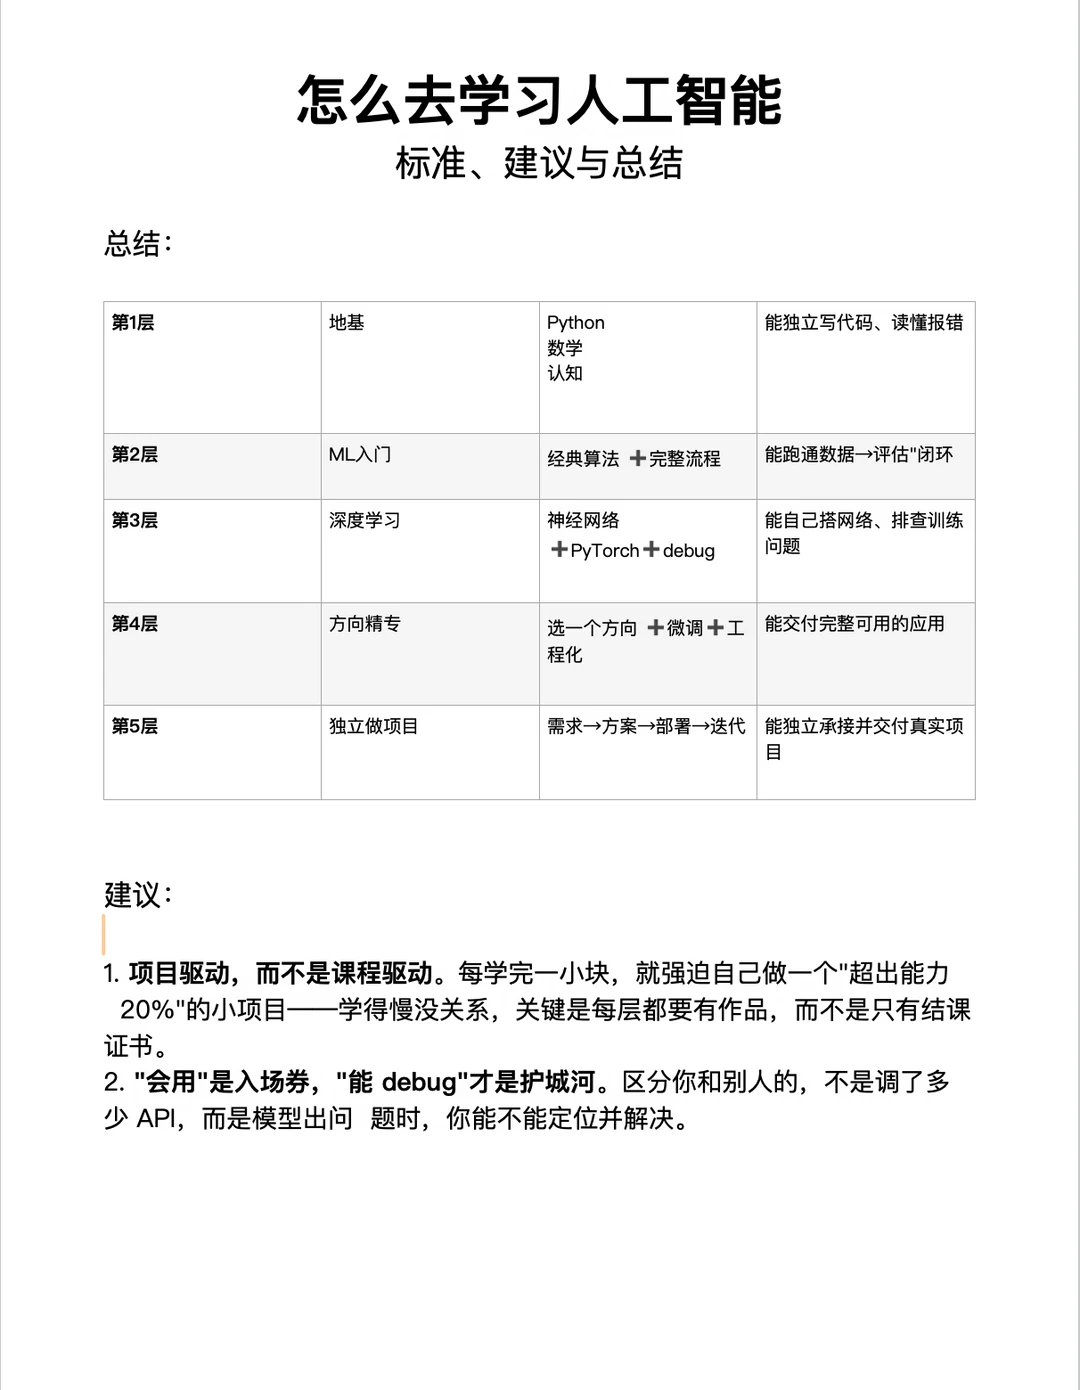 怎么去学习人工智能
标准、建议与总结
总结：
第1层
地基
Python
数学
认知
能独立写代码、读懂报错
第2层
ML入门
经典算法 ➕完整流程
能跑通数据→评估"闭环
第3层
深度学习
神经网络
➕PyTorch➕debug
能自己搭网络、排查训练
问题
第4层
方向精专
选一个方向 ➕微调➕工
程化
能交付完整可用的应用
第5层
独立做项目
需求→方案→部署→迭代
能独立承接并交付真实项
目
建议：
1. 项目驱动，而不是课程驱动。每学完一小块，就强迫自己做一个"超出能力
20%"的小项目——学得慢没关系，关键是每层都要有作品，而不是只有结课
证书。
2. "会用"是入场券，"能 debug"才是护城河。区分你和别人的，不是调了多
少 API，而是模型出问 题时，你能不能定位并解决。